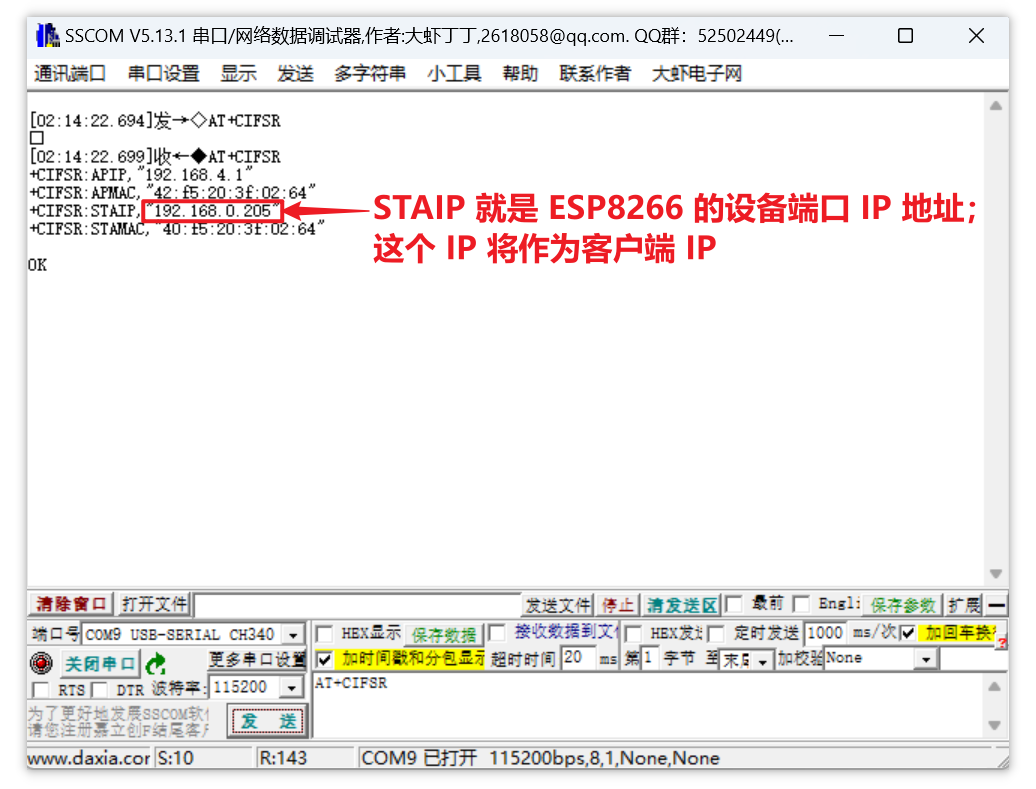 SSCOM V5.13.1 串口/网络数据调试器,作者:大虾丁丁,2618058@qq.com. QQ群：52502449(...
通讯端口 串口设置 显示 发送 多字符串 小工具 帮助 联系作者 大虾电子网
[02:14:22.694]发→◇AT+CIFSR
□
[02:14:22.699]收←◆AT+CIFSR
+CIFSR:APIP,"192.168.4.1"
+CIFSR:APMAC,"42:f5:20:3f:02:64"
+CIFSR:STAIP,"192.168.0.205"
+CIFSR:STAMAC,"40:f5:20:3f:02:64"
OK
STAIP 就是 ESP8266 的设备端口 IP 地址；
这个 IP 将作为客户端 IP
清除窗口 打开文件 发送文件 停止 清发送区 最前 Engli 保存参数 扩展 —
端口号 COM9 USB-SERIAL CH340 HEX显示 保存数据 接收数据到文 HEX发 定时发送 1000 ms/次 加回车换
关闭串口 更多串口设置 加时间戳和分包显示 超时时间 20 ms 第1 字节 至 末尾 加校验 None
RTS DTR 波特率: 115200 AT+CIFSR
为了更好地发展SSCOM软
请您注册嘉立创F结尾客
发 送
www.daxia.cor S:10 R:143 COM9 已打开 115200bps,8,1,None,None